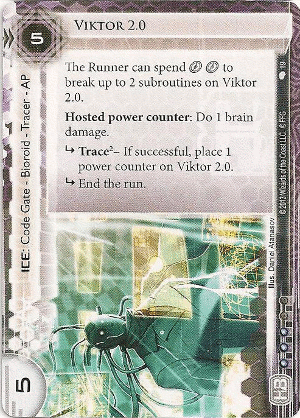 5
VIKTOR 2.0
The Runner can spend to
break up to 2 subroutines on Viktor
2.0.
Hosted power counter: Do 1 brain
damage.
Trace²– If successful, place 1
power counter on Viktor 2.0.
End the run.
ICE: Code Gate - Bioroid - Tracer - AP
Illus. Daniel Atanasov
5
HB